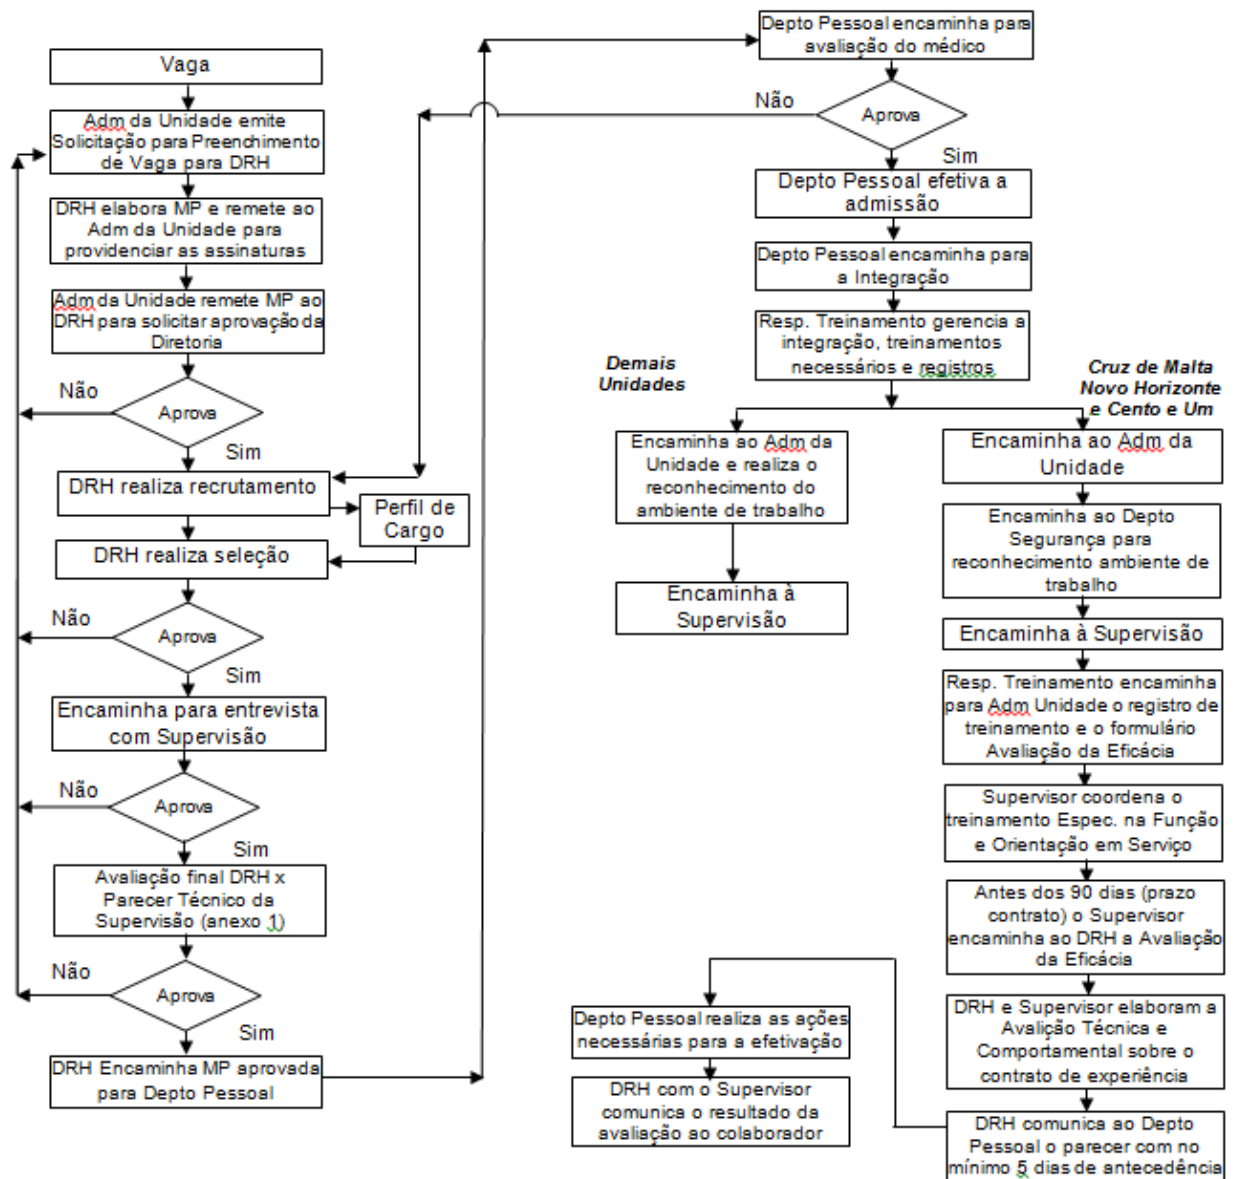 Vaga
Adm da Unidade emite
Solicitação para Preenchimento
de Vaga para DRH
DRH elabora MP e remete ao
Adm da Unidade para
providenciar as assinaturas
Adm da Unidade remete MP ao
DRH para solicitar aprovação da
Diretoria
Não
Aprova
Sim
DRH realiza recrutamento
Perfil de
Cargo
DRH realiza seleção
Não
Aprova
Sim
Encaminha para entrevista
com Supervisão
Não
Aprova
Sim
Avaliação final DRH x
Parecer Técnico da
Supervisão (anexo 1)
Não
Aprova
Sim
DRH Encaminha MP aprovada
para Depto Pessoal
Depto Pessoal encaminha para
avaliação do médico
Não
Aprova
Sim
Depto Pessoal efetiva a
admissão
Depto Pessoal encaminha para
a Integração
Resp. Treinamento gerencia a
integração, treinamentos
necessários e registros
Demais
Unidades
Encaminha ao Adm da
Unidade e realiza o
reconhecimento do
ambiente de trabalho
Encaminha à
Supervisão
Cruz de Malta
Novo Horizonte
e Cento e Um
Encaminha ao Adm da
Unidade
Encaminha ao Depto
Segurança para
reconhecimento ambiente de
trabalho
Encaminha à Supervisão
Resp. Treinamento encaminha
para Adm Unidade o registro de
treinamento e o formulário
Avaliação da Eficácia
Supervisor coordena o
treinamento Espec. na Função
e Orientação em Serviço
Antes dos 90 dias (prazo
contrato) o Supervisor
encaminha ao DRH a Avaliação
da Eficácia
DRH e Supervisor elaboram a
Avalição Técnica e
Comportamental sobre o
contrato de experiência
DRH comunica ao Depto
Pessoal o parecer com no
mínimo 5 dias de antecedência
Depto Pessoal realiza as ações
necessárias para a efetivação
DRH com o Supervisor
comunica o resultado da
avaliação ao colaborador